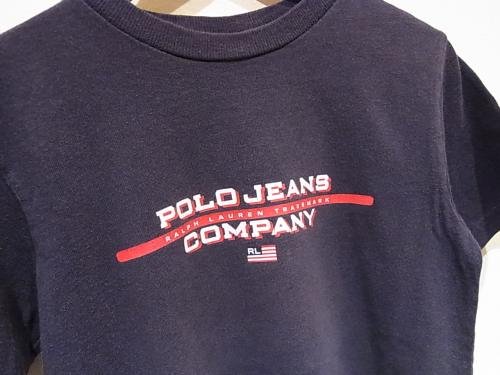 POLO JEANS
RALPH LAUREN TRADEMARK
COMPANY
RL